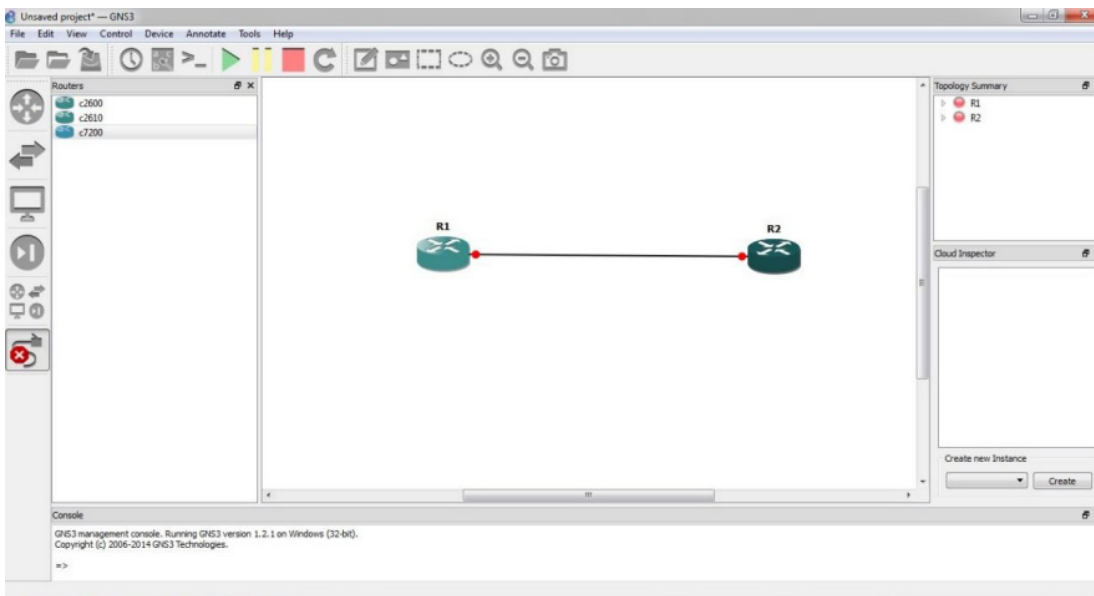 Unsaved project* — GNS3
File Edit View Control Device Annotate Tools Help
Routers
c2600
c2610
c7200
R1
R2
Topology Summary
R1
R2
Cloud Inspector
Create new Instance
Create
Console
GNS3 management console. Running GNS3 version 1.2.1 on Windows (32-bit).
Copyright (c) 2006-2014 GNS3 Technologies.
=>